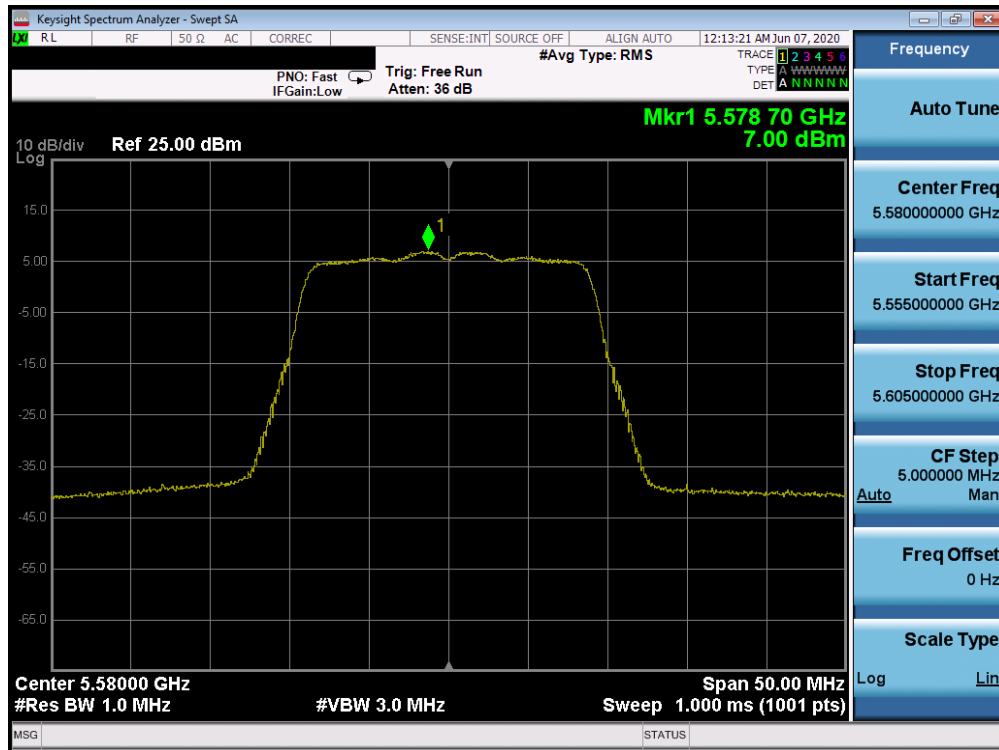 Keysight Spectrum Analyzer - Swept SA
LXI RL RF 50 Ω AC CORREC SENSE:INT SOURCE OFF ALIGN AUTO 12:13:21 AM Jun 07, 2020
#Avg Type: RMS
TRACE 1 2 3 4 5 6
TYPE A WWWWW
DET A N N N N N
PNO: Fast
IFGain:Low
Trig: Free Run
Atten: 36 dB
Mkr1 5.578 70 GHz
7.00 dBm
10 dB/div
Log
Ref 25.00 dBm
1
15.0
5.00
-5.00
-15.0
-25.0
-35.0
-45.0
-55.0
-65.0
Center 5.58000 GHz
Span 50.00 MHz
#Res BW 1.0 MHz
#VBW 3.0 MHz
Sweep 1.000 ms (1001 pts)
MSG
STATUS
Frequency
Auto Tune
Center Freq
5.580000000 GHz
Start Freq
5.555000000 GHz
Stop Freq
5.605000000 GHz
CF Step
5.000000 MHz
Auto Man
Freq Offset
0 Hz
Scale Type
Log Lin